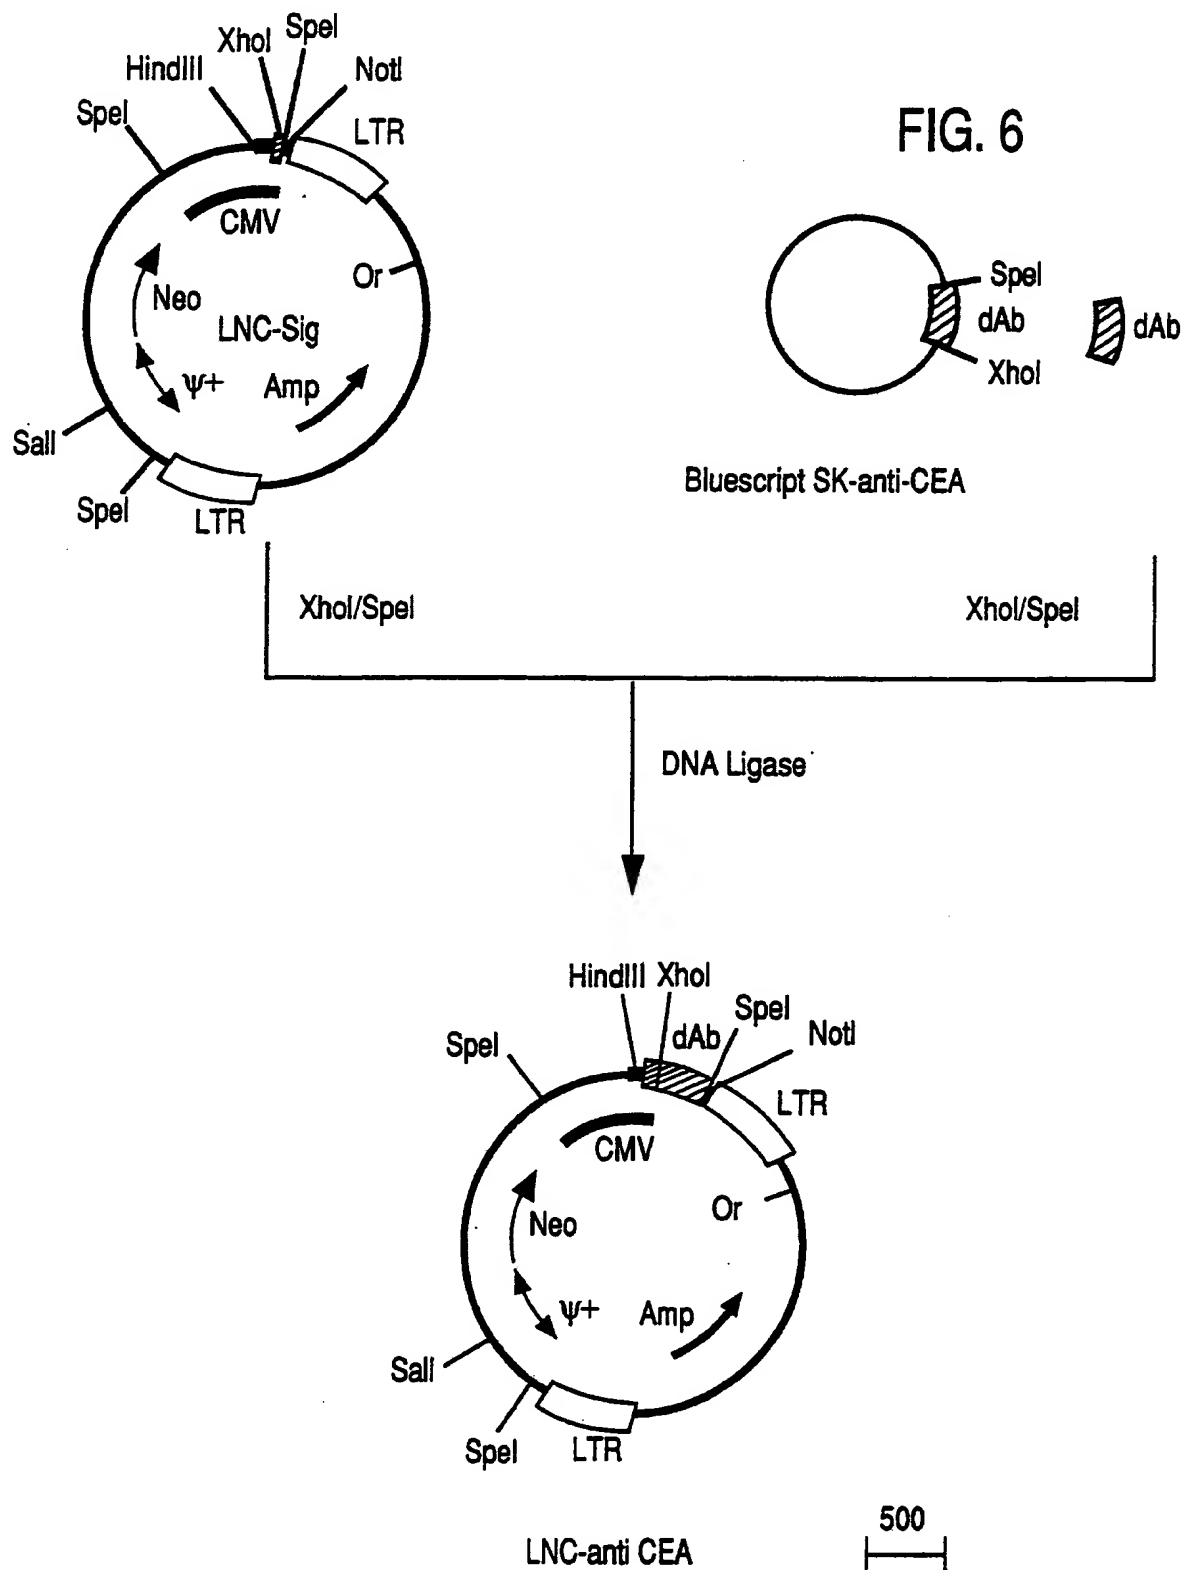 FIG. 6
HindIII
XhoI
SpeI
NotI
SpeI
LTR
CMV
Or
Neo
LNC-Sig
ψ+
Amp
SalI
SpeI
LTR
SpeI
dAb
XhoI
dAb
Bluescript SK-anti-CEA
XhoI/SpeI
XhoI/SpeI
DNA Ligase
HindIII
XhoI
SpeI
NotI
dAb
SpeI
LTR
CMV
Or
Neo
ψ+
Amp
SalI
SpeI
LTR
LNC-anti CEA
500